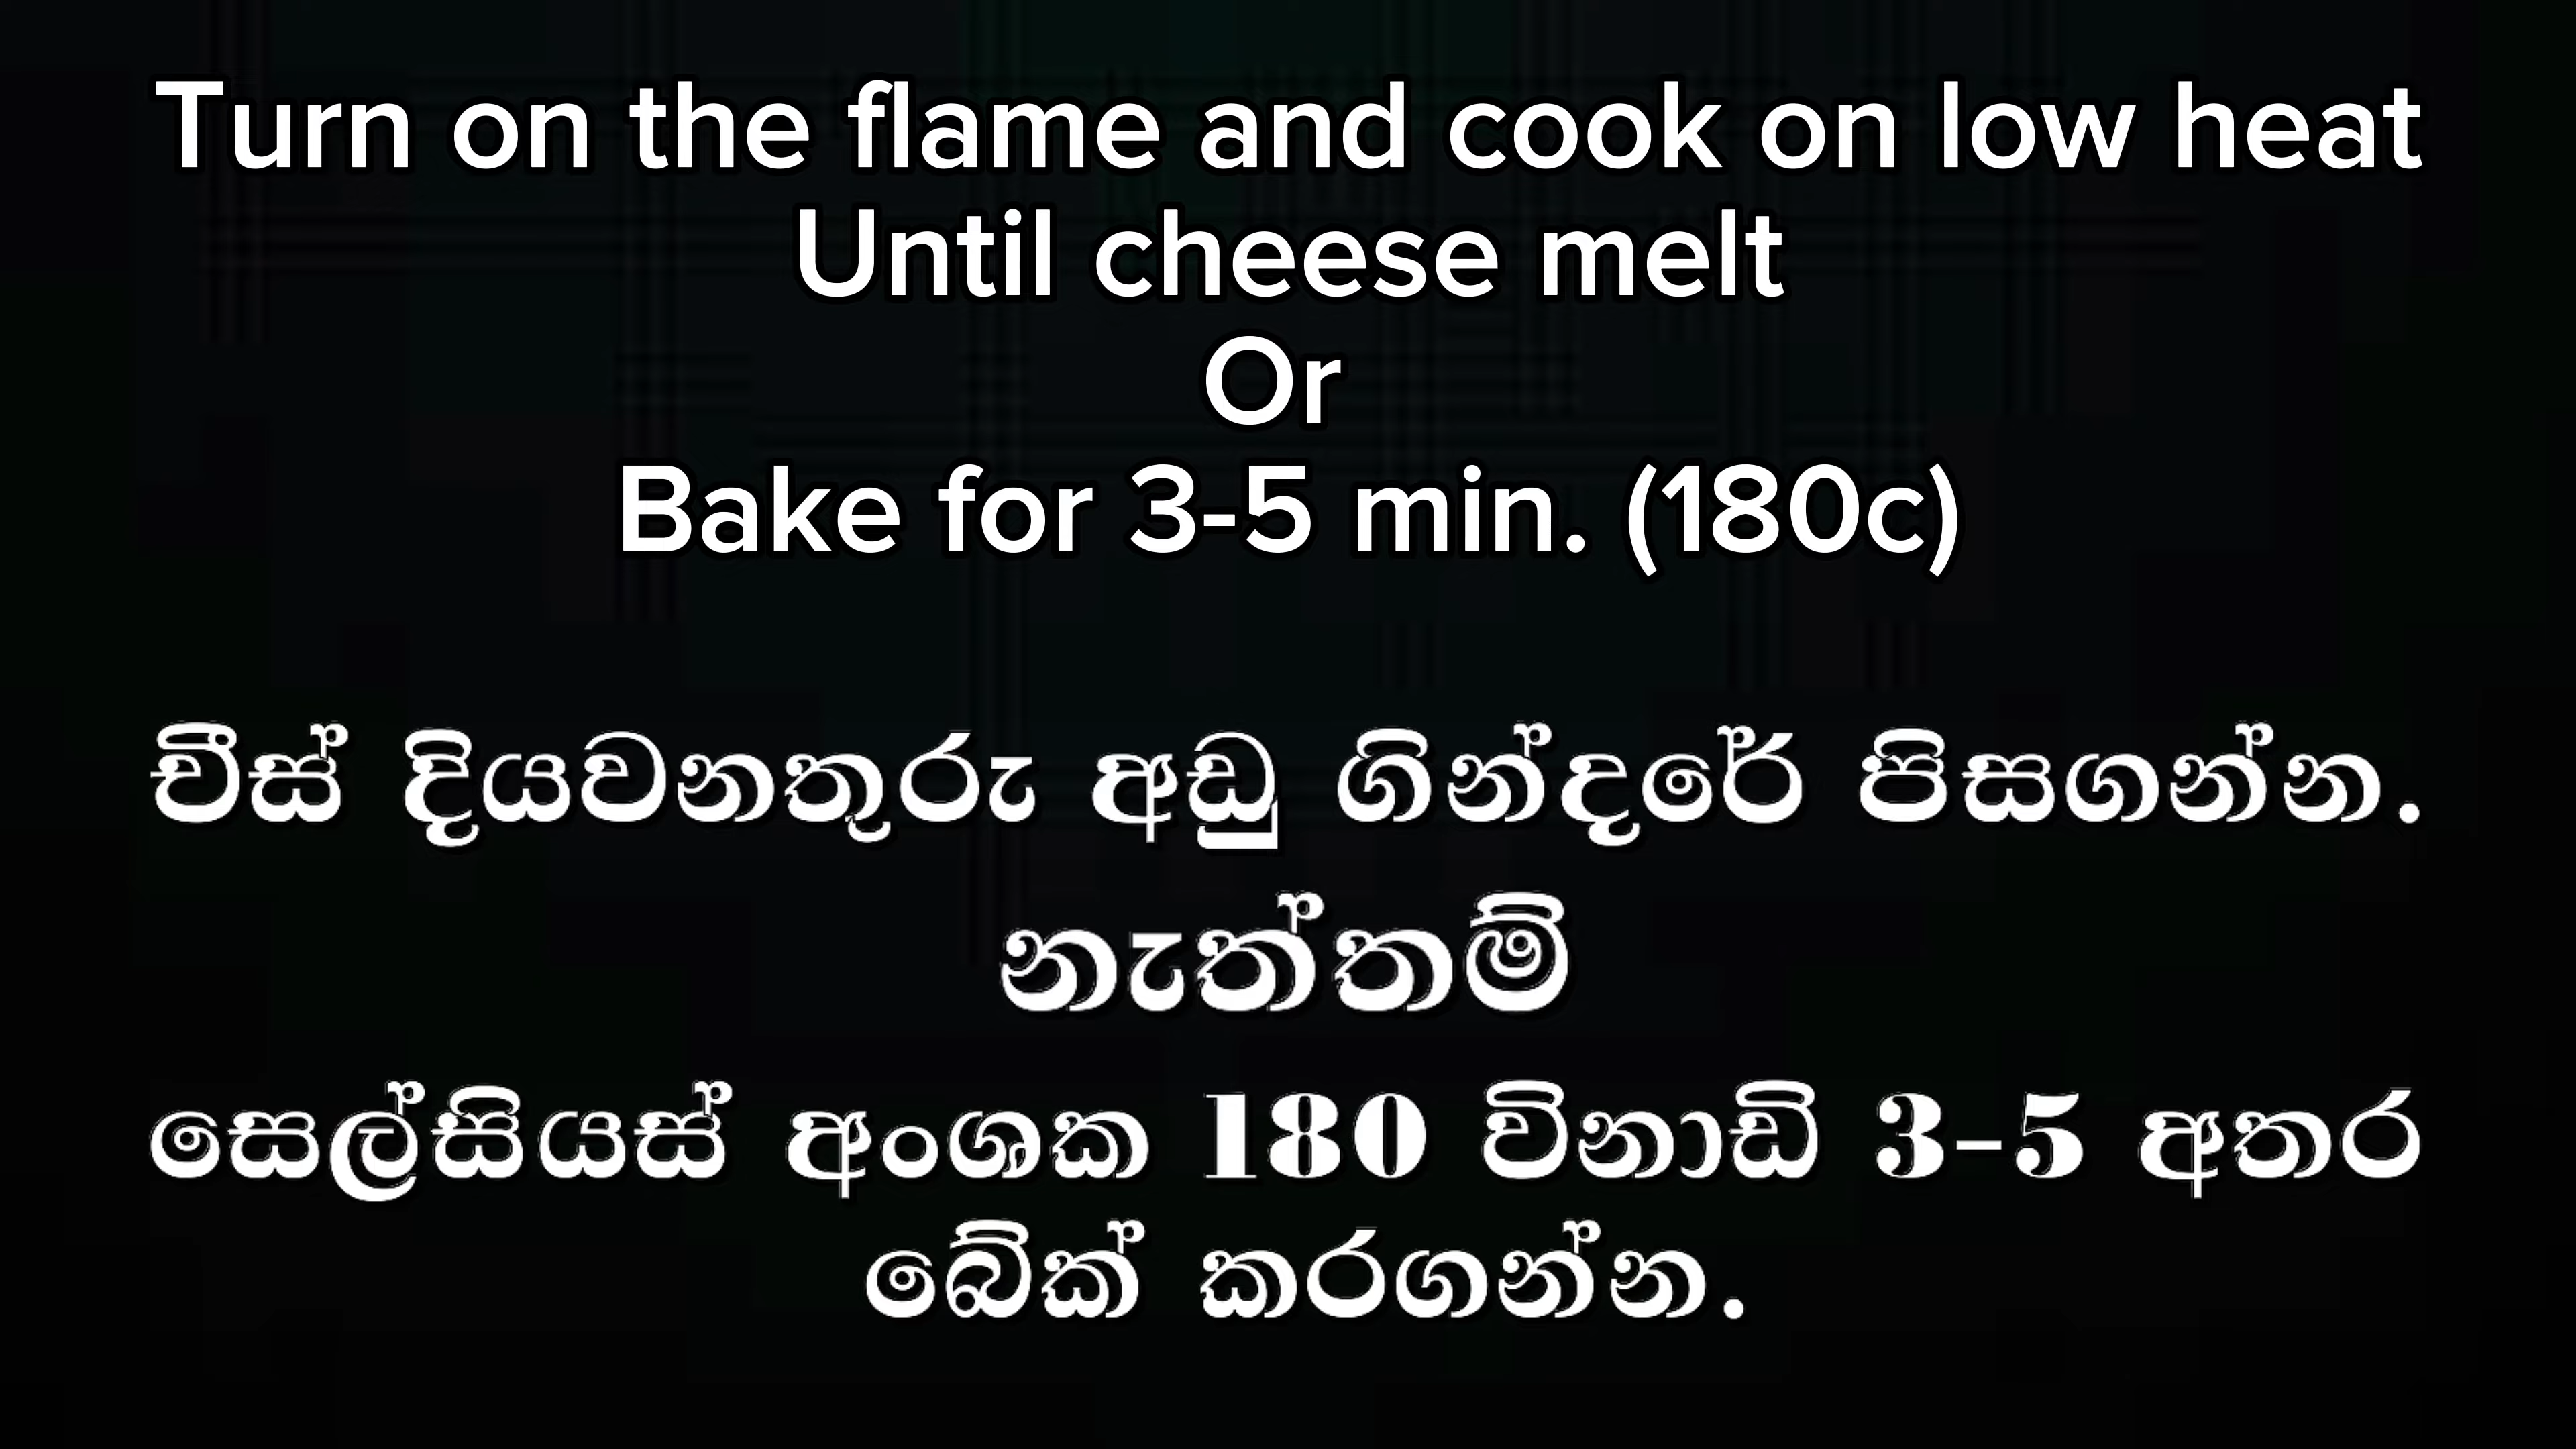 Turn on the flame and cook on low heat
Until cheese melt
Or
Bake for 3-5 min. (180c)
චීස් දියවනතුරු අඩු ගින්දරේ පිසගන්න.
නැත්තම්
සෙල්සියස් අංශක 180 විනාඩි 3-5 අතර
බේක් කරගන්න.